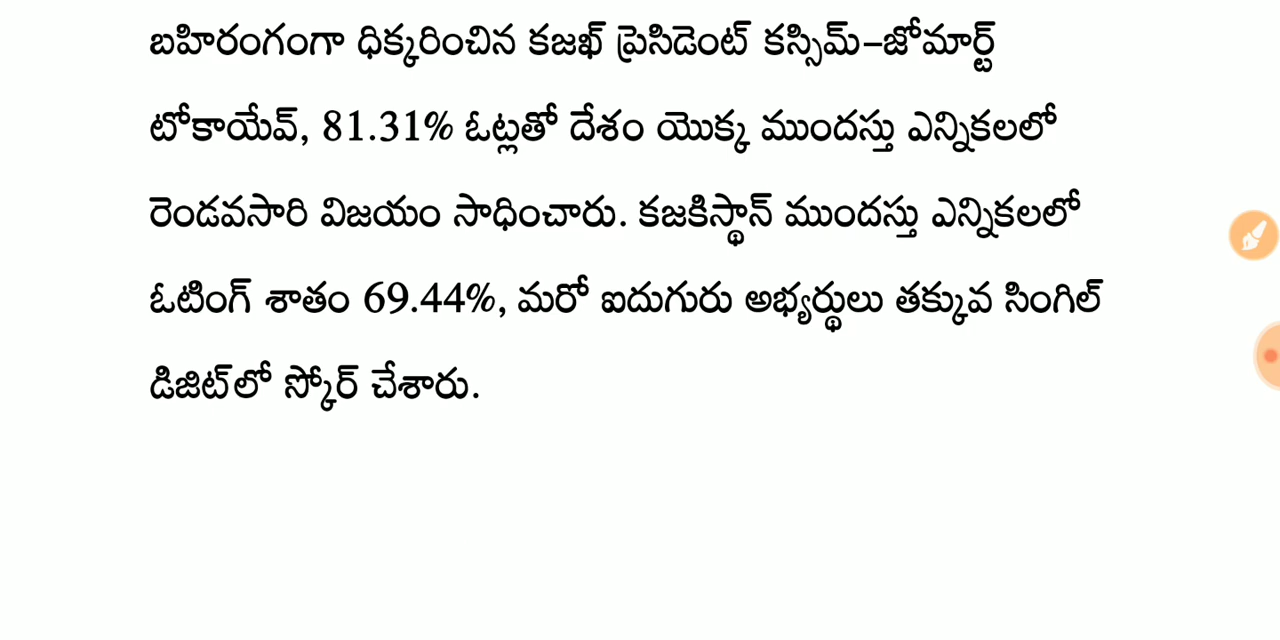 బహిరంగంగా ధిక్కరించిన కజఖ్ ప్రెసిడెంట్ కస్సిమ్-జోమార్ట్
టోకాయేవ్, 81.31% ఓట్లతో దేశం యొక్క ముందస్తు ఎన్నికలలో
రెండవసారి విజయం సాధించారు. కజకిస్థాన్ ముందస్తు ఎన్నికలలో
ఓటింగ్ శాతం 69.44%, మరో ఐదుగురు అభ్యర్థులు తక్కువ సింగిల్
డిజిట్‌లో స్కోర్ చేశారు.